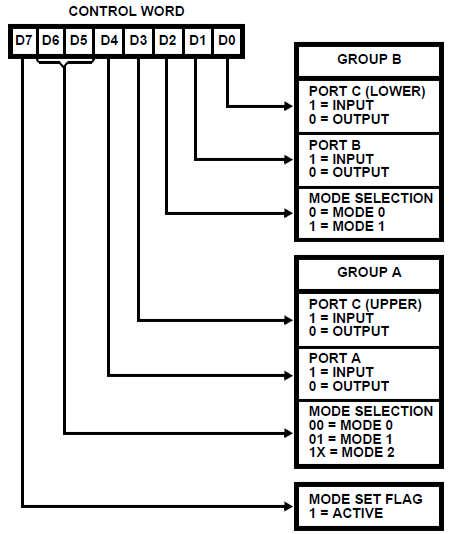 CONTROL WORD
D7 D6 D5 D4 D3 D2 D1 D0
GROUP B
PORT C (LOWER)
1 = INPUT
0 = OUTPUT
PORT B
1 = INPUT
0 = OUTPUT
MODE SELECTION
0 = MODE 0
1 = MODE 1
GROUP A
PORT C (UPPER)
1 = INPUT
0 = OUTPUT
PORT A
1 = INPUT
0 = OUTPUT
MODE SELECTION
00 = MODE 0
01 = MODE 1
1X = MODE 2
MODE SET FLAG
1 = ACTIVE